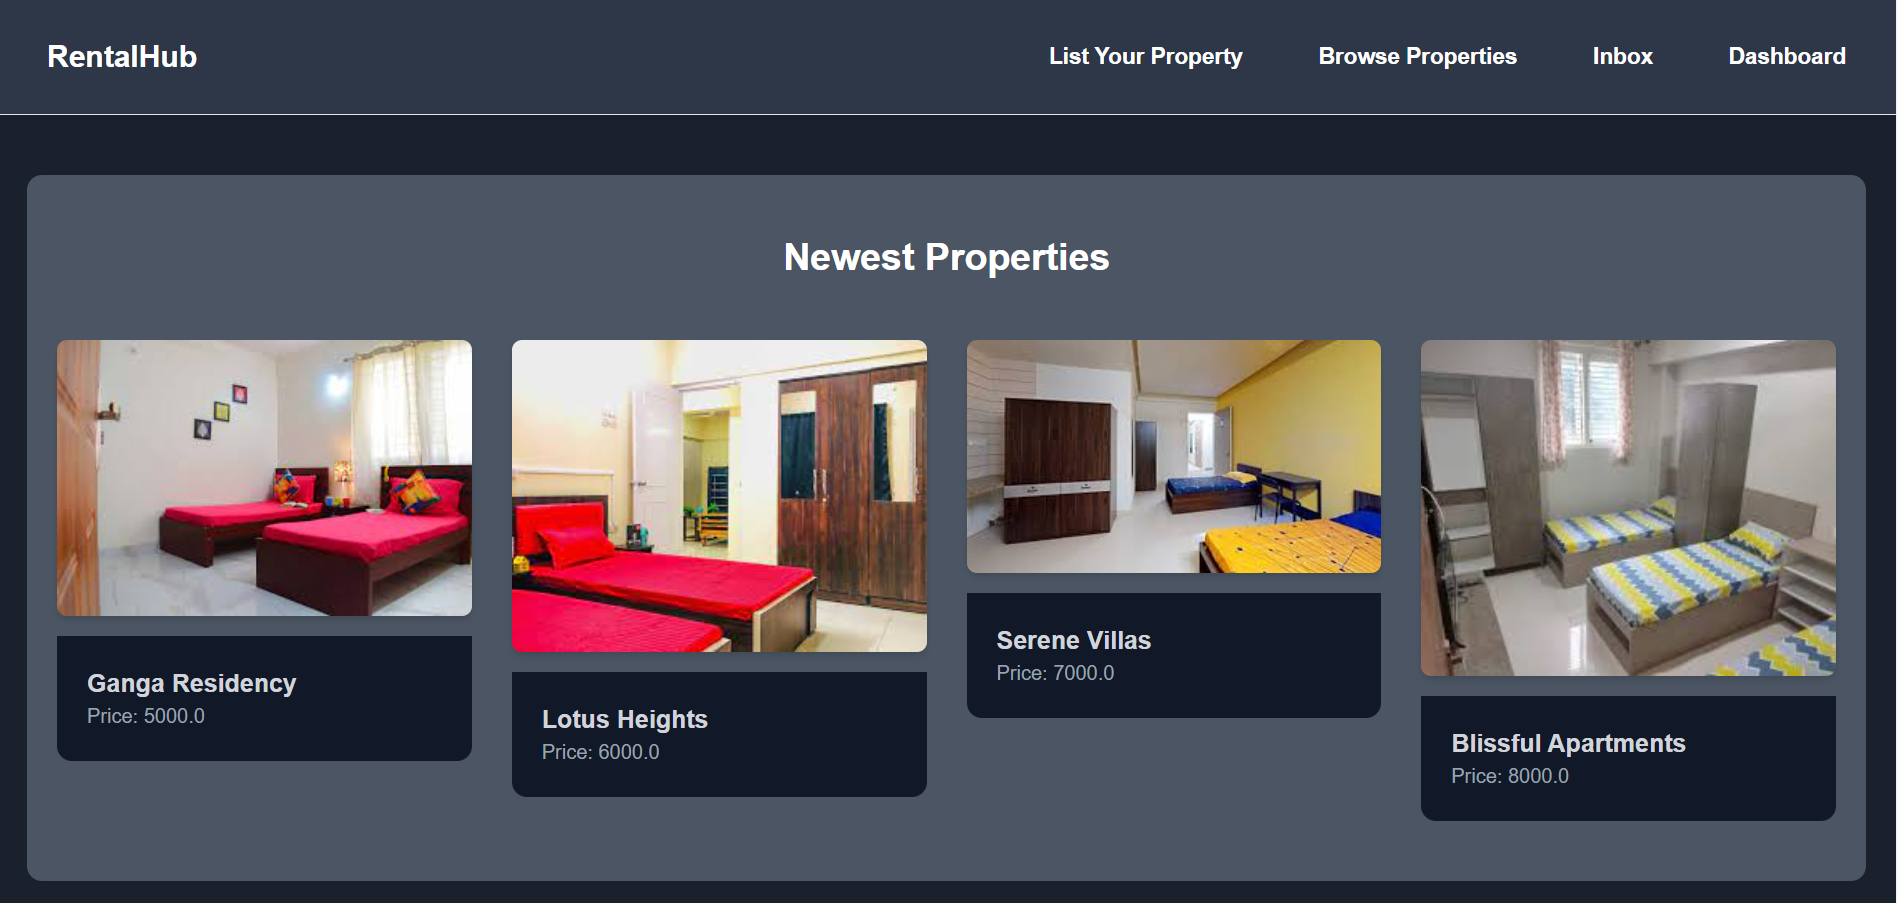 RentalHub
List Your Property
Browse Properties
Inbox
Dashboard
Newest Properties
Ganga Residency
Price: 5000.0
Lotus Heights
Price: 6000.0
Serene Villas
Price: 7000.0
Blissful Apartments
Price: 8000.0